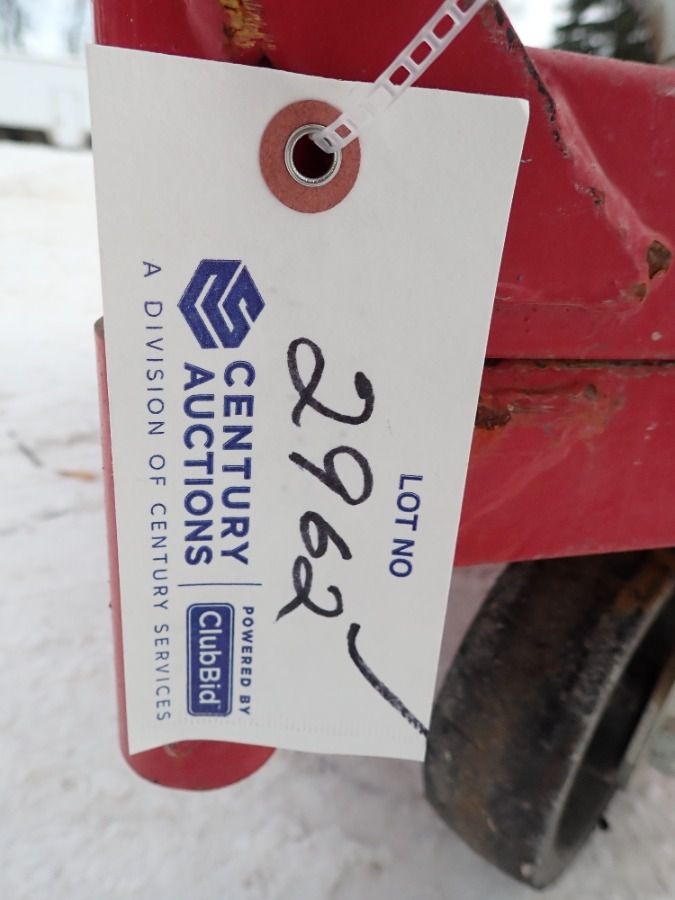 LOT NO
2962
CENTURY
AUCTIONS
POWERED BY
ClubBid
A DIVISION OF CENTURY SERVICES